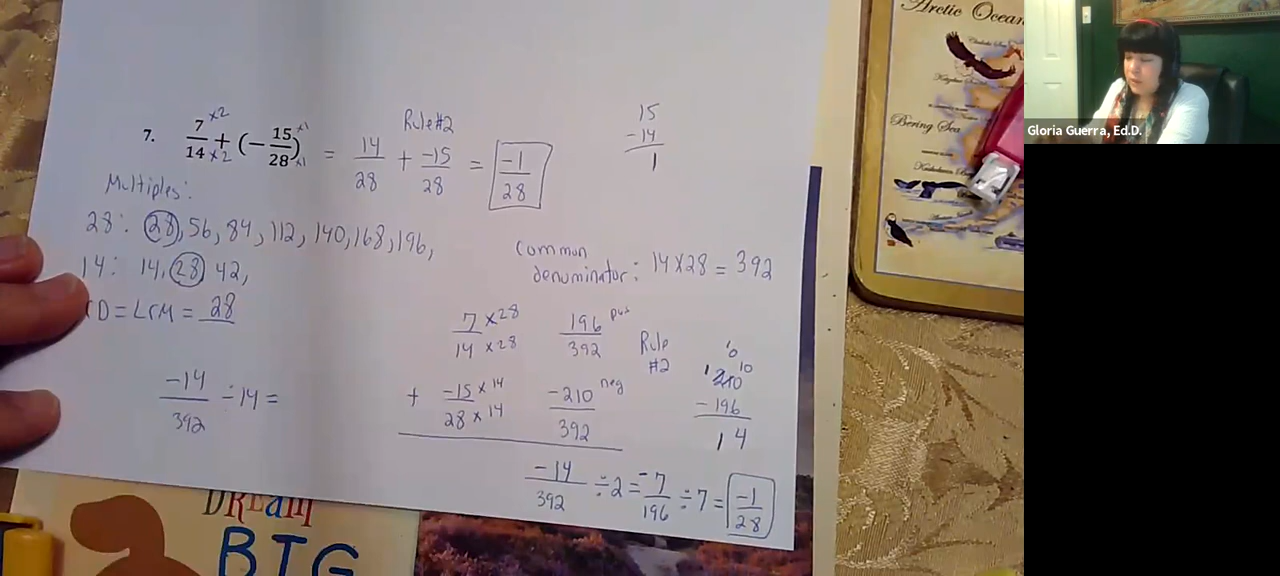 7. 7/14 ×2 ×2 + (-15/28) ×1 ×1 = 14/28 + -15/28 = -1/28
Rule #2
15
-14
1
Multiples:
28: 28, 56, 84, 112, 140, 168, 196,
14: 14, 28 42,
CD = LCM = 28
Common
denominator: 14 × 28 = 392
7 × 28 196 pos
14 × 28 392
Rule
#2
+ -15 × 14 -210 neg
28 × 14 392
210
- 196
14
-14/392 ÷ 14 =
-14/392 ÷ 2 = -7/196 ÷ 7 = -1/28
DREAM
BIG
Arctic Ocean
Bering Sea
Gloria Guerra, Ed.D.